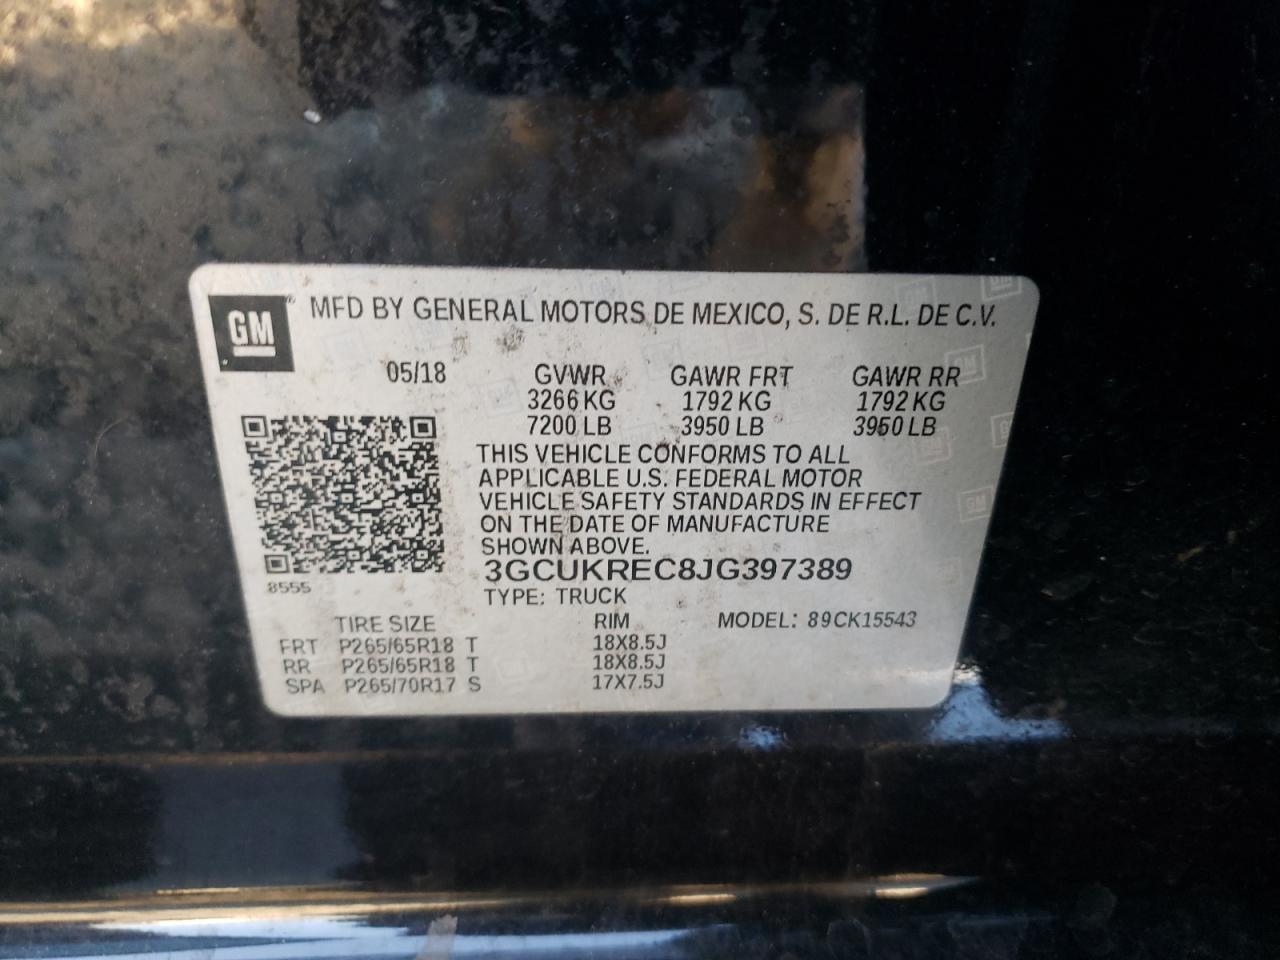 GM ® MFD BY GENERAL MOTORS DE MEXICO, S. DE R.L. DE C.V.
05/18 GVWR GAWR FRT GAWR RR
3266 KG 1792 KG 1792 KG
7200 LB 3950 LB 3950 LB
THIS VEHICLE CONFORMS TO ALL
APPLICABLE U.S. FEDERAL MOTOR
VEHICLE SAFETY STANDARDS IN EFFECT
ON THE DATE OF MANUFACTURE
SHOWN ABOVE.
3GCUKREC8JG397389
8555
TYPE: TRUCK
TIRE SIZE RIM MODEL: 89CK15543
FRT P265/65R18 T 18X8.5J
RR P265/65R18 T 18X8.5J
SPA P265/70R17 S 17X7.5J